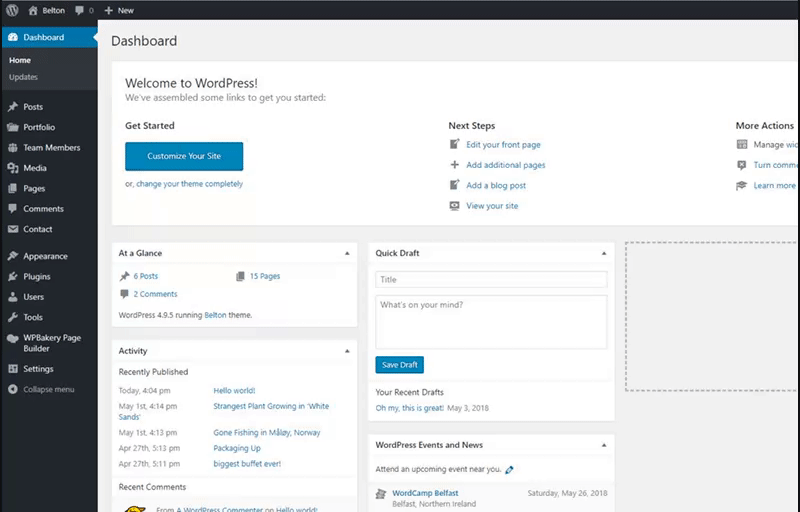 Belton 0 + New
Dashboard
Home
Updates
Posts
Portfolio
Team Members
Media
Pages
Comments
Contact
Appearance
Plugins
Users
Tools
WPBakery Page
Builder
Settings
Collapse menu
Dashboard
Welcome to WordPress!
We've assembled some links to get you started:
Get Started
Customize Your Site
or, change your theme completely
Next Steps
Edit your front page
Add additional pages
Add a blog post
View your site
More Actions
Manage wid
Turn comme
Learn more
At a Glance
6 Posts 15 Pages
2 Comments
WordPress 4.9.5 running Belton theme.
Activity
Recently Published
Today, 4:04 pm Hello world!
May 1st, 4:14 pm Strangest Plant Growing in 'White
Sands'
May 1st, 4:13 pm Gone Fishing in Måløy, Norway
Apr 27th, 5:13 pm Packaging Up
Apr 27th, 5:11 pm biggest buffet ever!
Recent Comments
From A WordPress Commenter on Hello world!
Quick Draft
Title
What's on your mind?
Save Draft
Your Recent Drafts
Oh my, this is great! May 3, 2018
WordPress Events and News
Attend an upcoming event near you.
WordCamp Belfast Saturday, May 26, 2018
Belfast, Northern Ireland